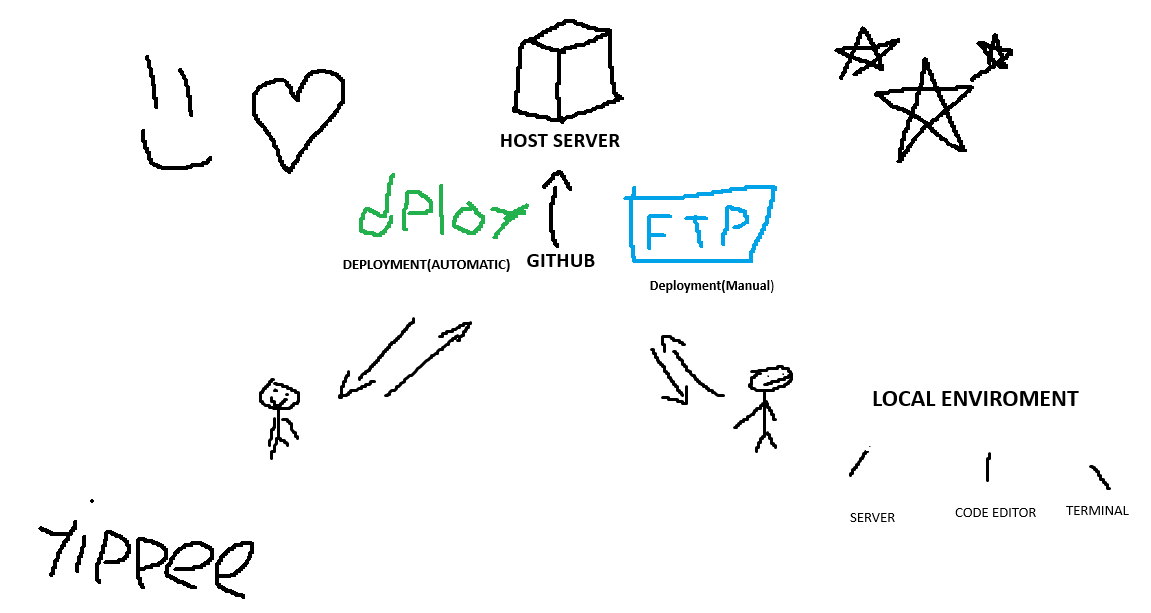 HOST SERVER
dPloy
FTP
DEPLOYMENT(AUTOMATIC)
GITHUB
Deployment(Manual)
LOCAL ENVIROMENT
SERVER
CODE EDITOR
TERMINAL
Yippee